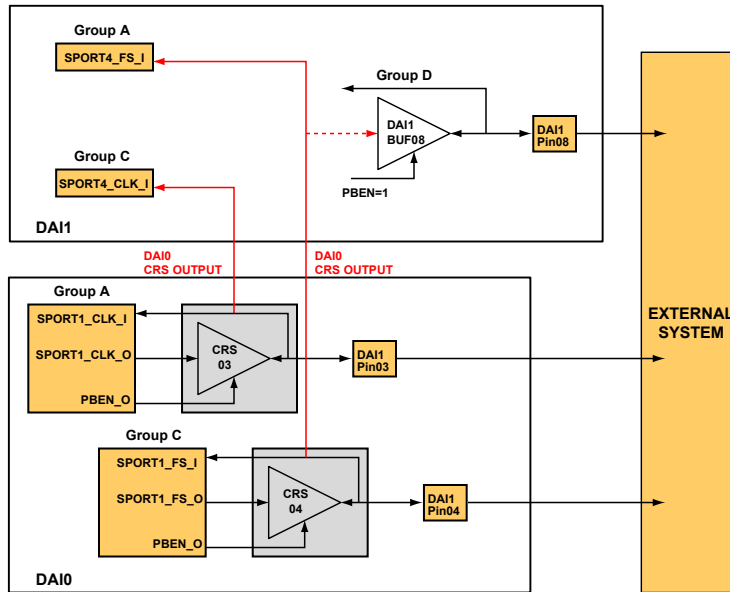 Group A
SPORT4_FS_I
Group D
DAI1
BUF08
DAI1
Pin08
Group C
SPORT4_CLK_I
PBEN=1
DAI1
DAI0
CRS OUTPUT
DAI0
CRS OUTPUT
Group A
SPORT1_CLK_I
SPORT1_CLK_O
PBEN_O
CRS
03
DAI1
Pin03
EXTERNAL
SYSTEM
Group C
SPORT1_FS_I
SPORT1_FS_O
PBEN_O
CRS
04
DAI1
Pin04
DAI0